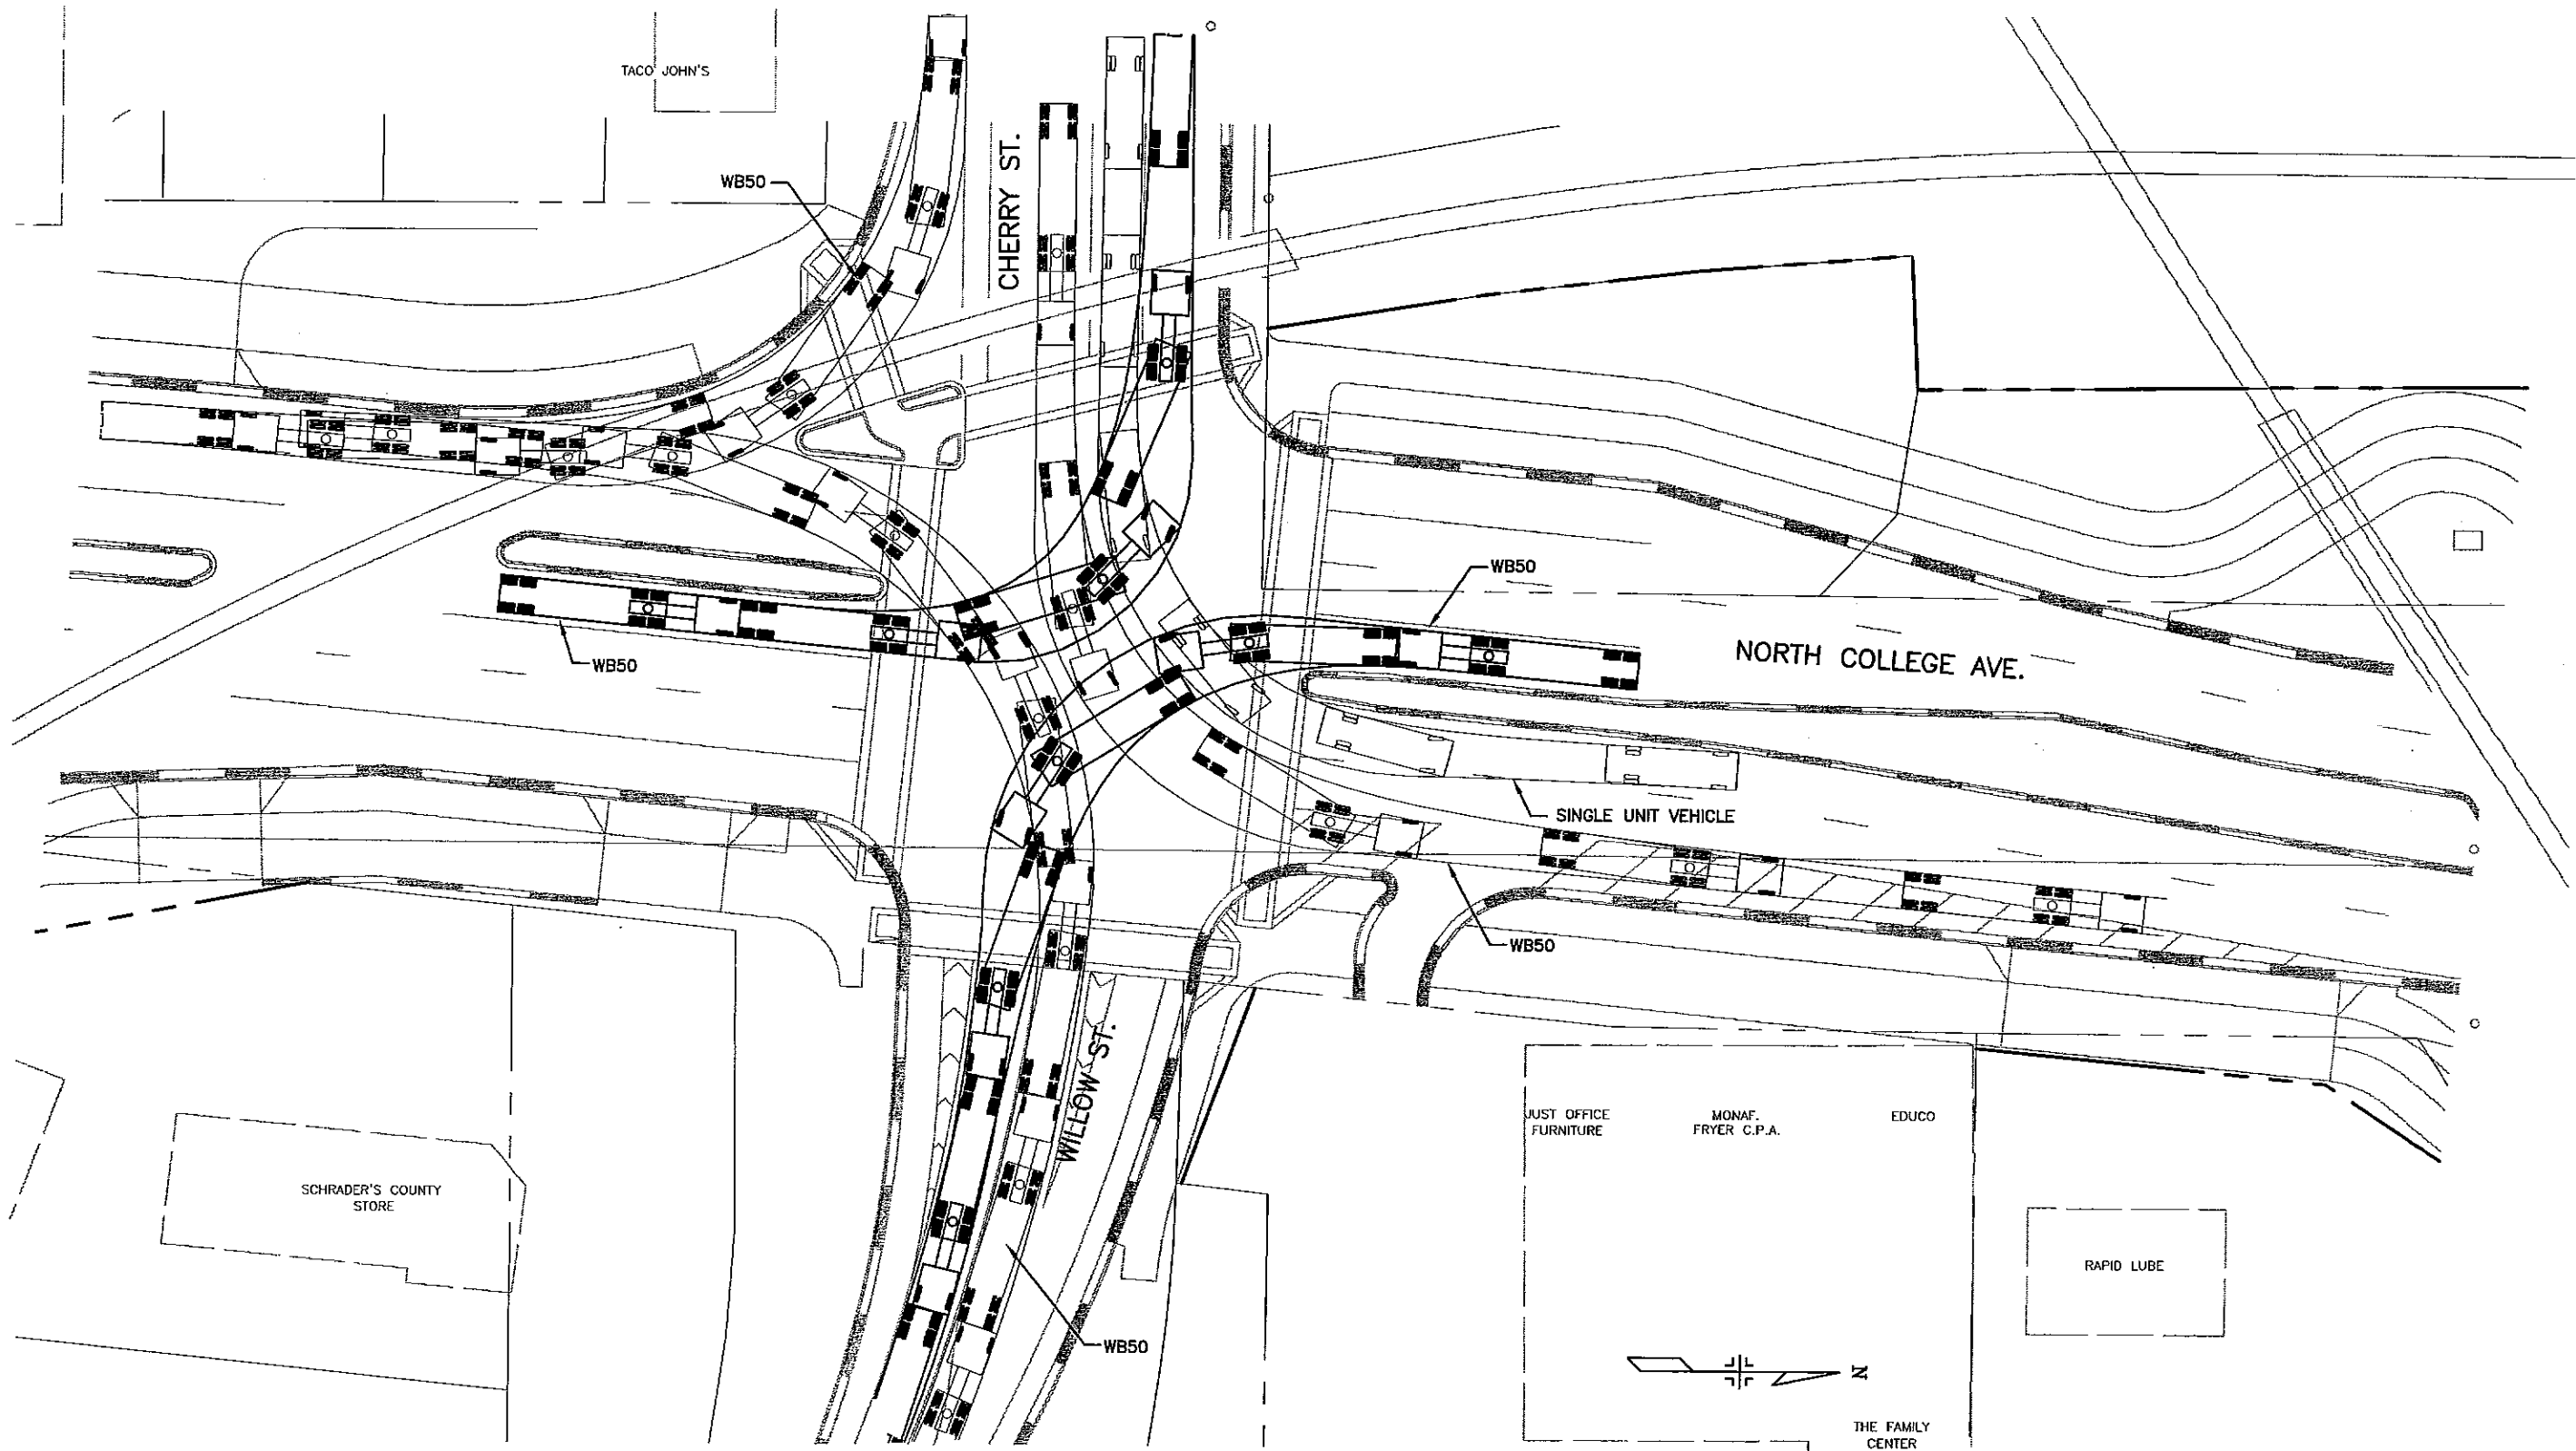 TACO JOHN'S
WB50
CHERRY ST.
WB50
WB50
NORTH COLLEGE AVE.
SINGLE UNIT VEHICLE
WB50
WILLOW ST.
JUST OFFICE
FURNITURE
MONAF.
FRYER C.P.A.
EDUCO
SCHRADER'S COUNTY
STORE
RAPID LUBE
WB50
N
THE FAMILY
CENTER